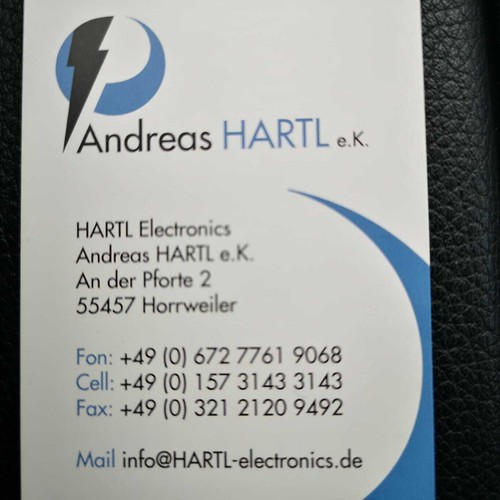 Andreas HARTL e.K.
HARTL Electronics
Andreas HARTL e.K.
An der Pforte 2
55457 Horrweiler
Fon: +49 (0) 672 7761 9068
Cell: +49 (0) 157 3143 3143
Fax: +49 (0) 321 2120 9492
Mail info@HARTL-electronics.de